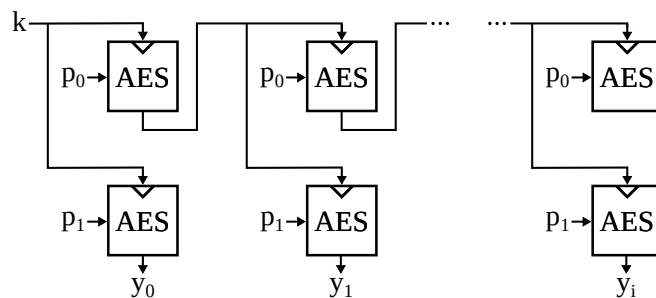 k ... ...
p₀ AES p₀ AES p₀ AES
p₁ AES p₁ AES p₁ AES
y₀ y₁ yᵢ